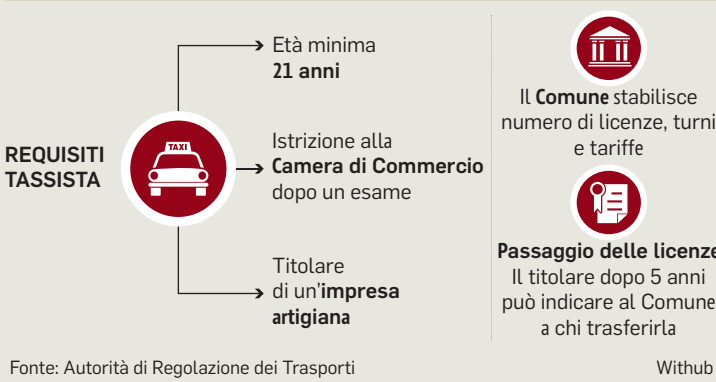 REQUISITI
TASSISTA
TAXI
Età minima
21 anni
Istrizione alla
Camera di Commercio
dopo un esame
Titolare
di un'impresa
artigiana
Il Comune stabilisce
numero di licenze, turni
e tariffe
Passaggio delle licenze
Il titolare dopo 5 anni
può indicare al Comune
a chi trasferirla
Fonte: Autorità di Regolazione dei Trasporti
Withub